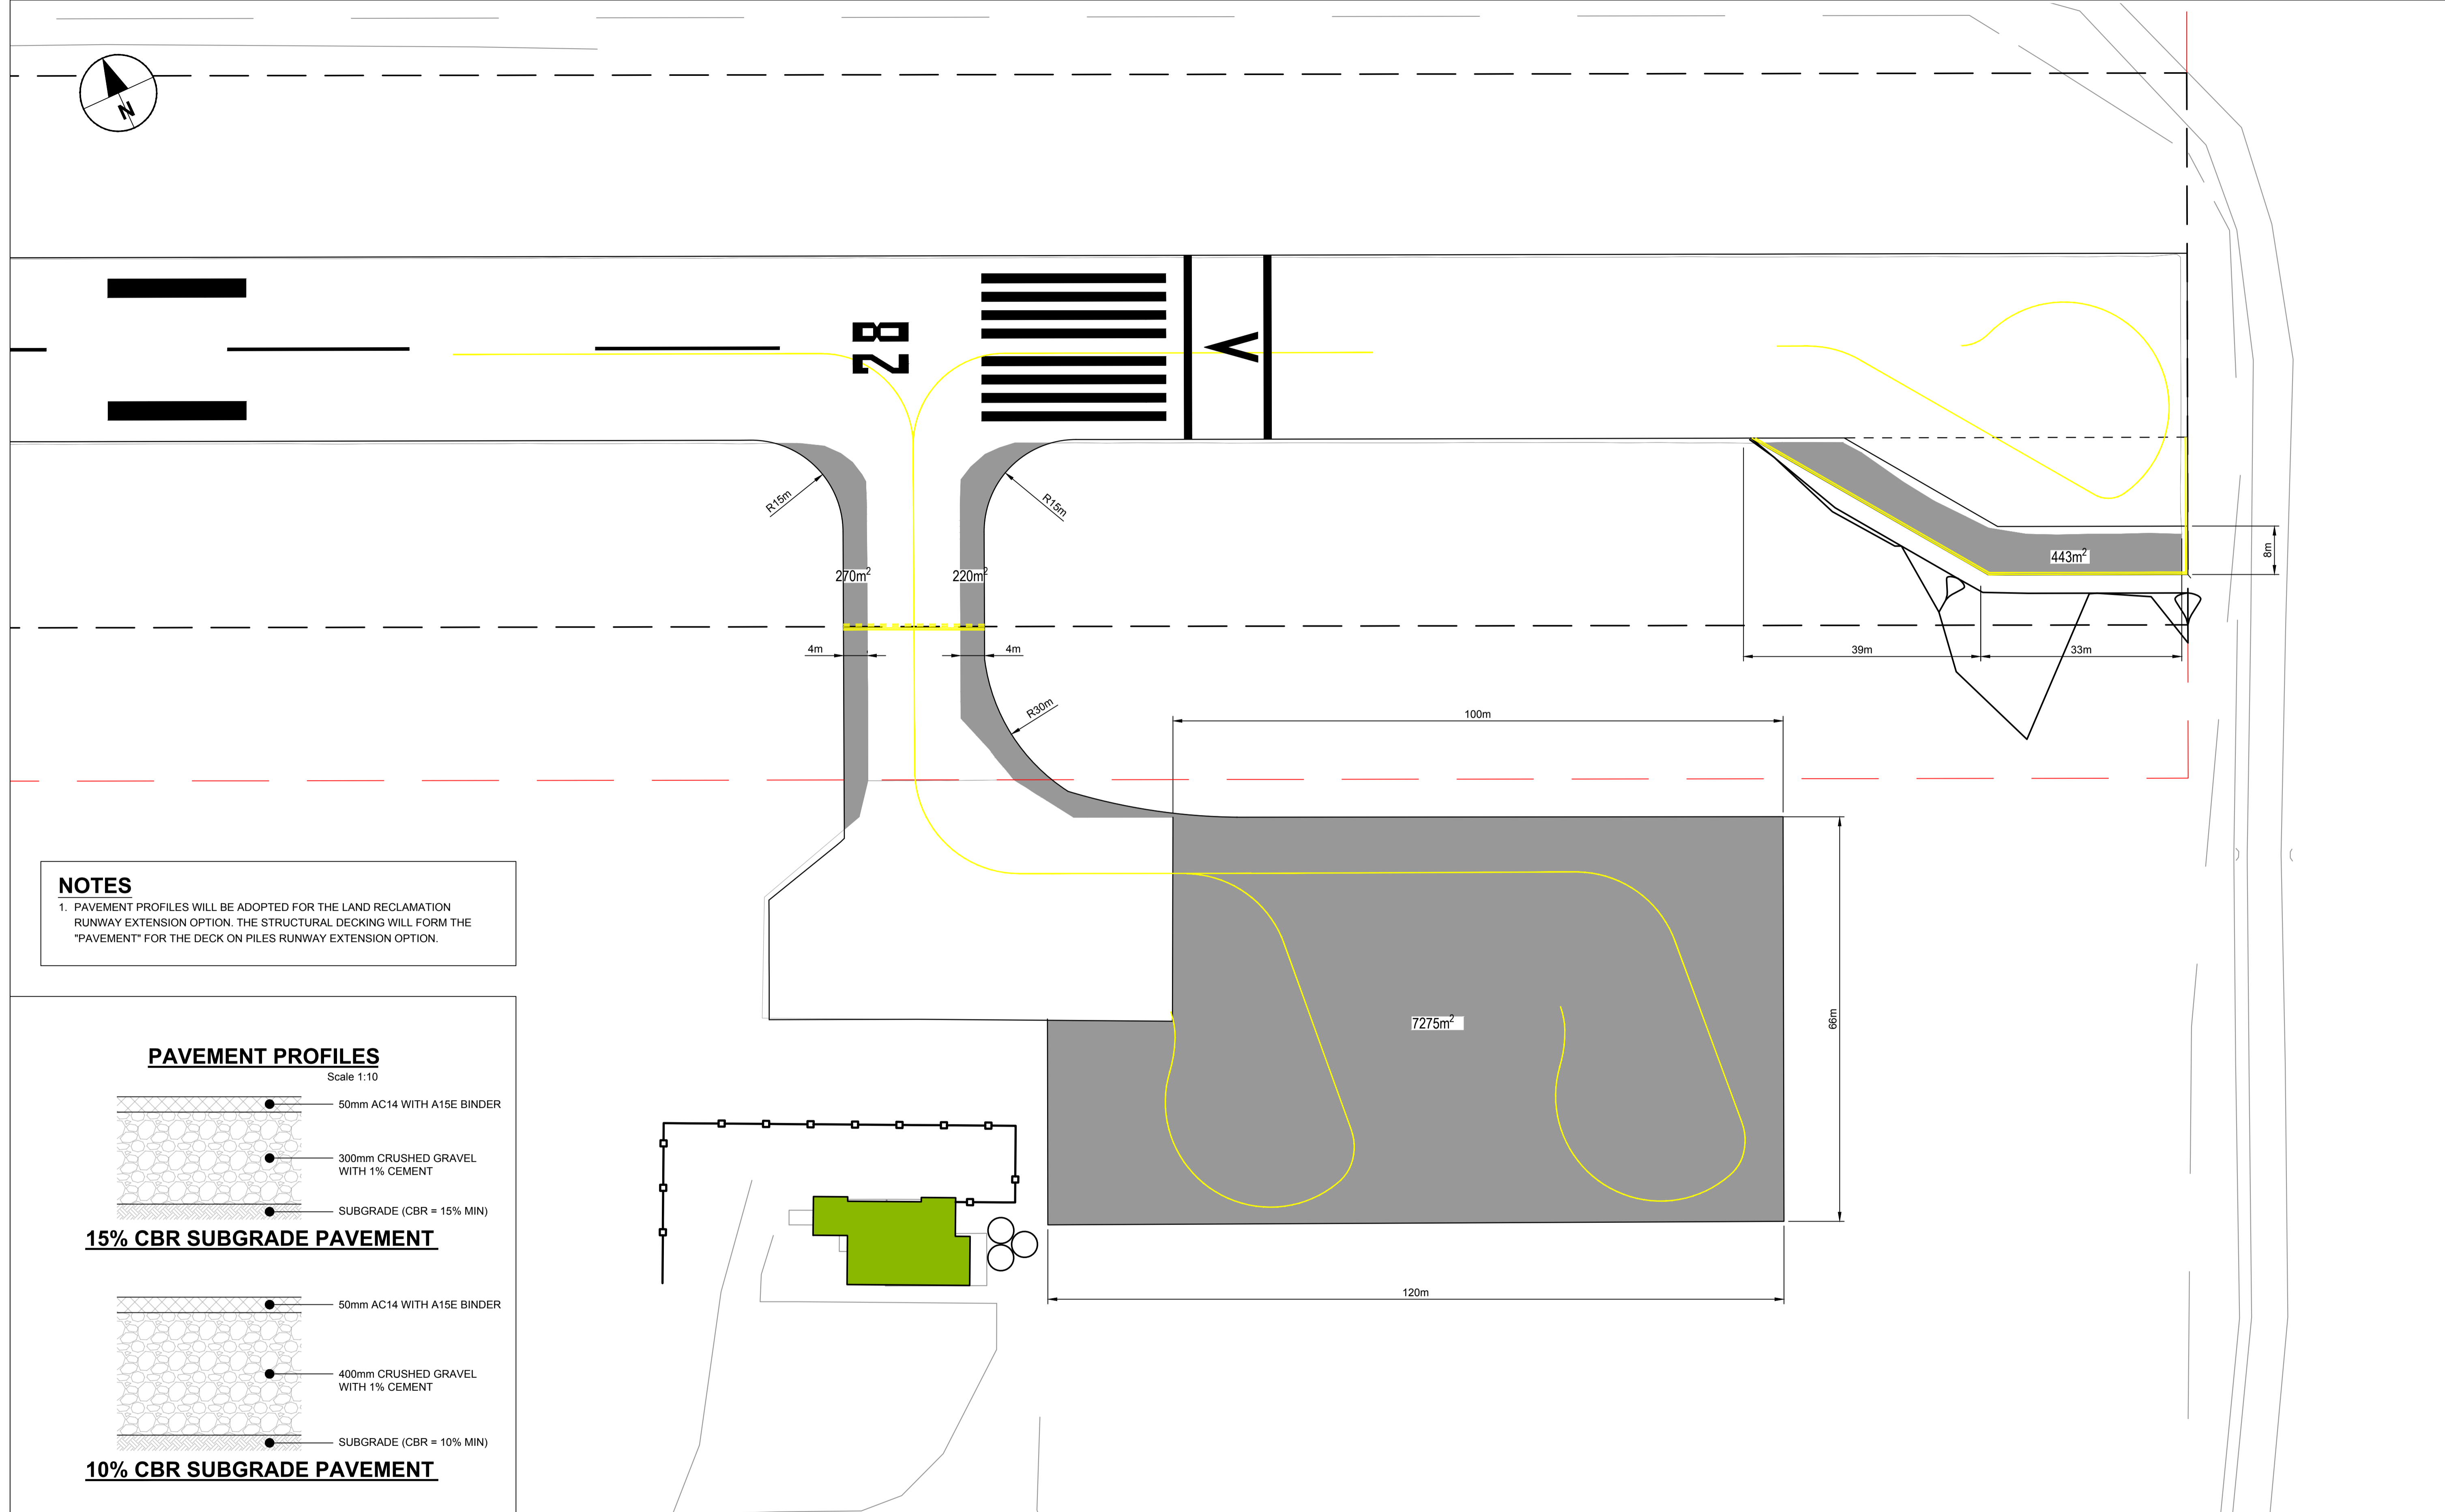 N
28
R15m
R15m
270m²
220m²
443m²
8m
4m
4m
39m
33m
R30m
100m
NOTES
1. PAVEMENT PROFILES WILL BE ADOPTED FOR THE LAND RECLAMATION
RUNWAY EXTENSION OPTION. THE STRUCTURAL DECKING WILL FORM THE
"PAVEMENT" FOR THE DECK ON PILES RUNWAY EXTENSION OPTION.
7275m²
66m
PAVEMENT PROFILES
Scale 1:10
50mm AC14 WITH A15E BINDER
300mm CRUSHED GRAVEL
WITH 1% CEMENT
SUBGRADE (CBR = 15% MIN)
15% CBR SUBGRADE PAVEMENT
120m
50mm AC14 WITH A15E BINDER
400mm CRUSHED GRAVEL
WITH 1% CEMENT
SUBGRADE (CBR = 10% MIN)
10% CBR SUBGRADE PAVEMENT